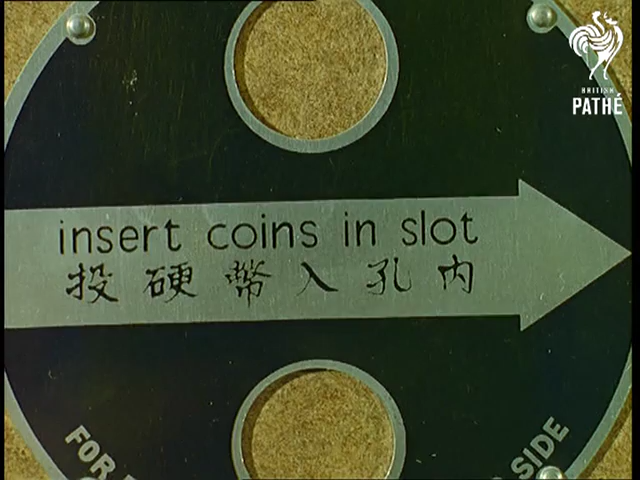 BRITISH
PATHÉ
insert coins in slot
投硬幣入孔內
FOR
SIDE